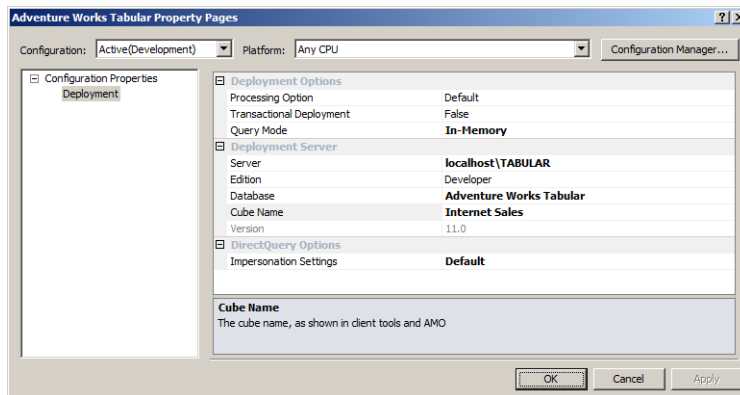 Adventure Works Tabular Property Pages
Configuration: Active(Development) Platform: Any CPU Configuration Manager...
Configuration Properties
Deployment
Deployment Options
Processing Option Default
Transactional Deployment False
Query Mode In-Memory
Deployment Server
Server localhost\TABULAR
Edition Developer
Database Adventure Works Tabular
Cube Name Internet Sales
Version 11.0
DirectQuery Options
Impersonation Settings Default
Cube Name
The cube name, as shown in client tools and AMO
OK Cancel Apply